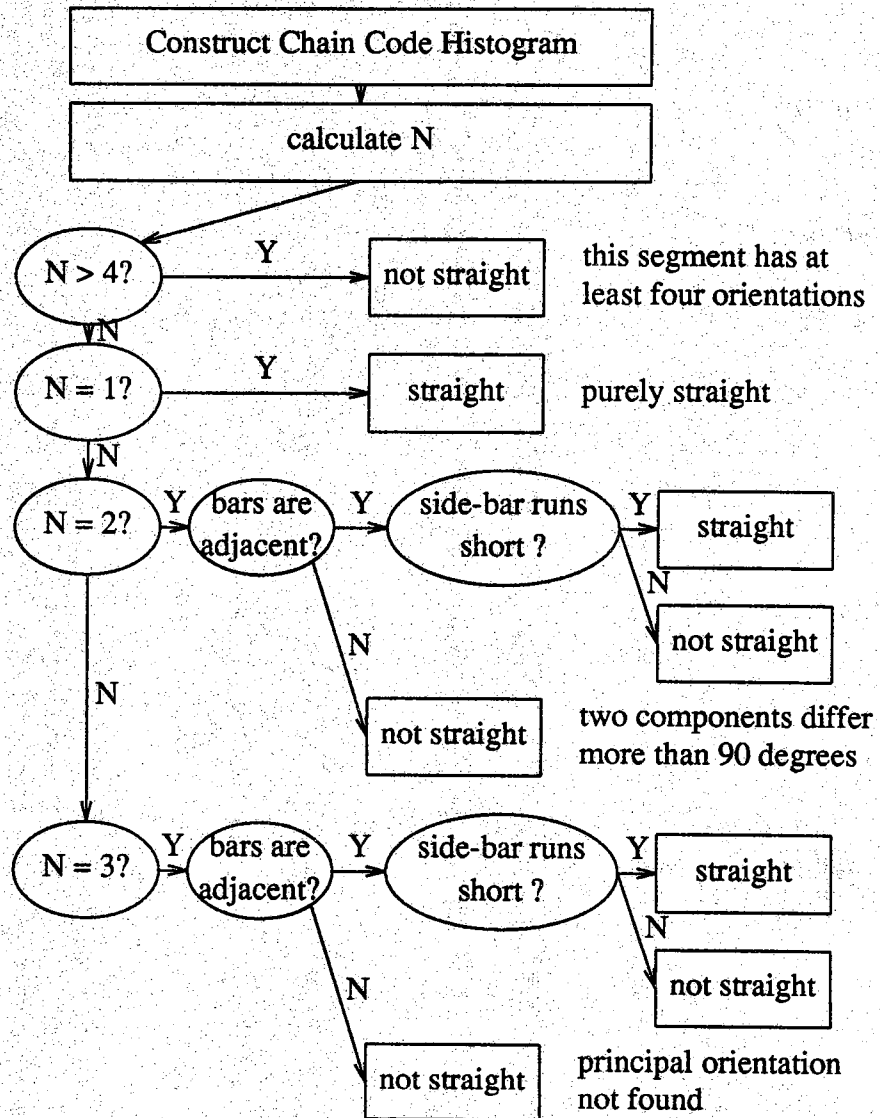 Construct Chain Code Histogram
calculate N
N > 4?
Y
not straight
this segment has at
least four orientations
N
N = 1?
Y
straight
purely straight
N
N = 2?
Y
bars are
adjacent?
Y
side-bar runs
short ?
Y
straight
N
not straight
N
not straight
two components differ
more than 90 degrees
N
N = 3?
Y
bars are
adjacent?
Y
side-bar runs
short ?
Y
straight
N
not straight
N
not straight
principal orientation
not found